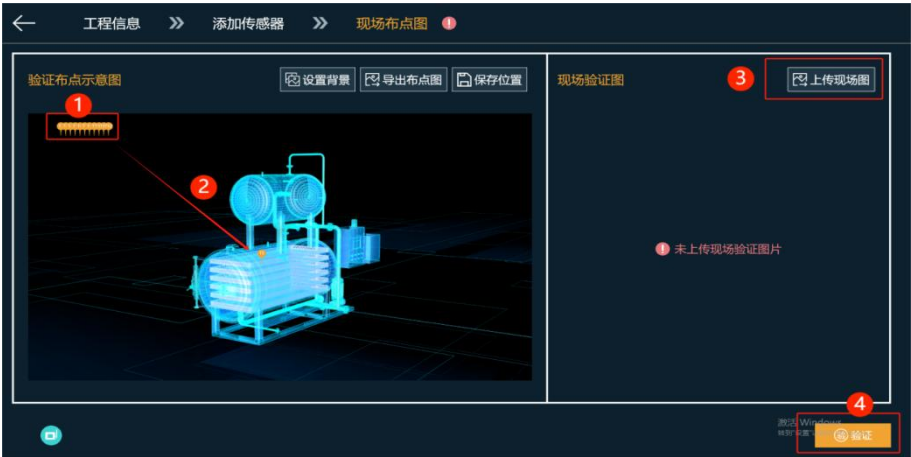 工程信息 » 添加传感器 » 现场布点图
验证布点示意图
设置背景 导出布点图 保存位置
现场验证图
3
上传现场图
1
2
未上传现场验证图片
4
激活 Windows
验证